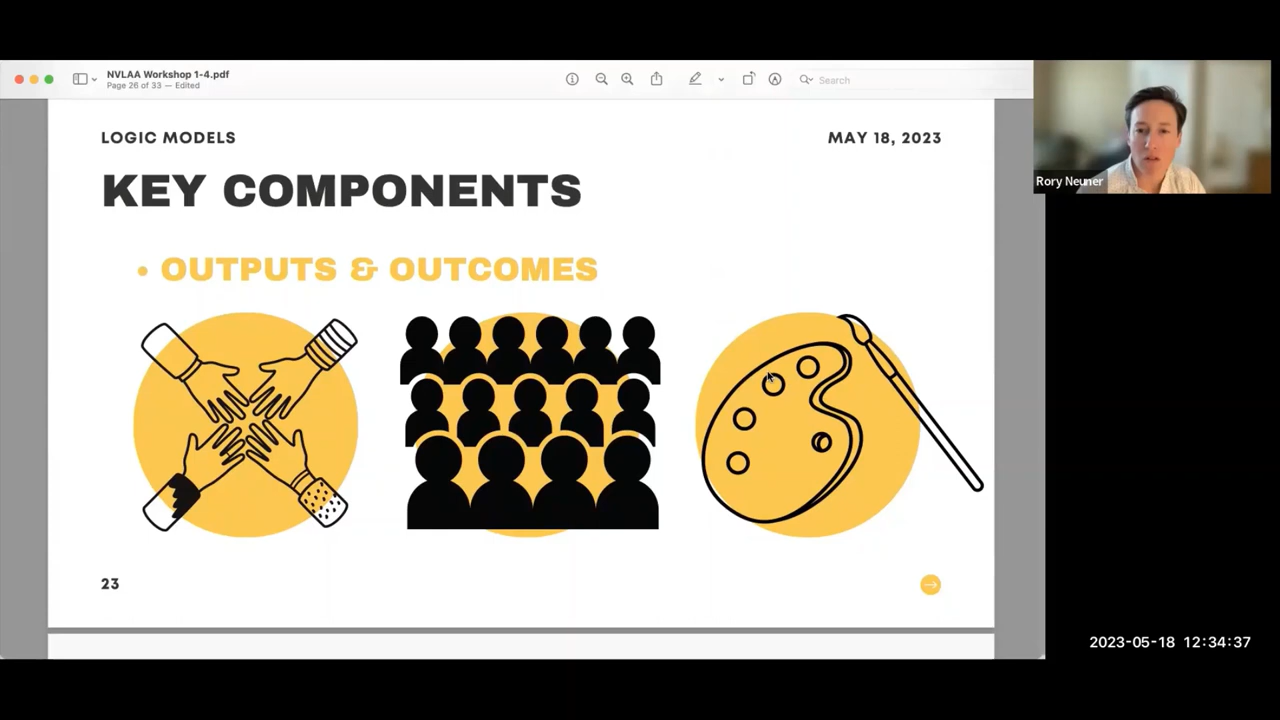 NVLAA Workshop 1-4.pdf
Page 26 of 33 — Edited
Search
LOGIC MODELS
MAY 18, 2023
KEY COMPONENTS
• OUTPUTS & OUTCOMES
23
Rory Neuner
2023-05-18 12:34:37